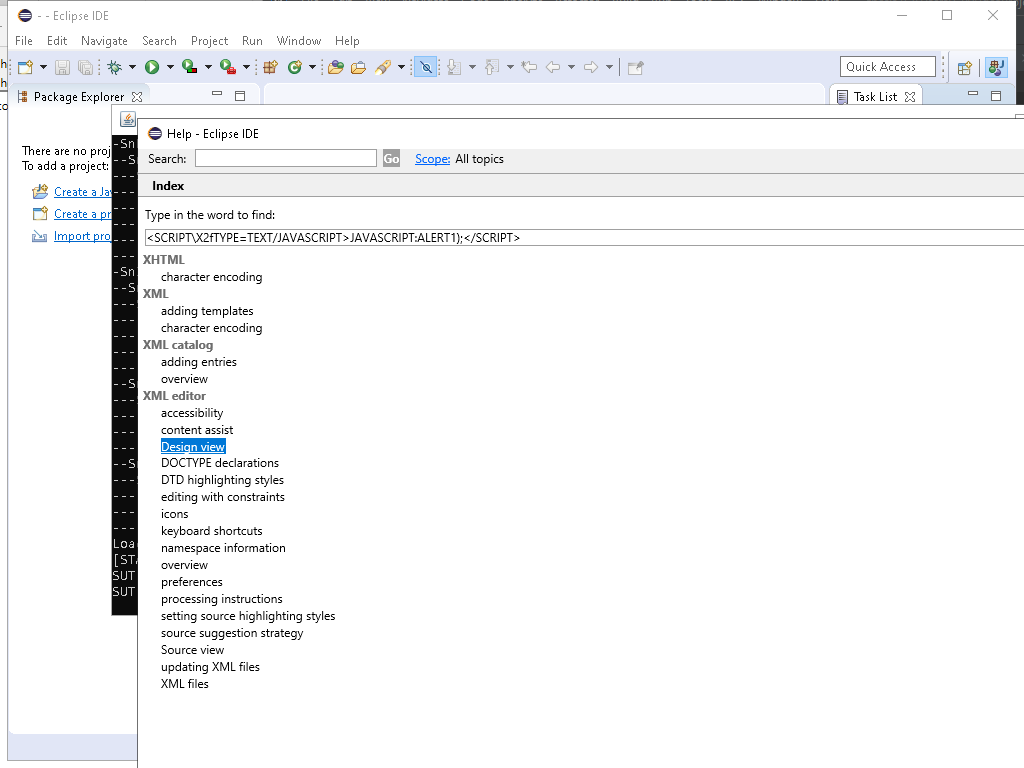 - - Eclipse IDE
File Edit Navigate Search Project Run Window Help
Quick Access
Package Explorer
Task List
There are no proj
To add a project:
Create a Ja
Create a pr
Import pro
Loa
[STA
SUT
SUT
Help - Eclipse IDE
Search:
Go
Scope: All topics
Index
Type in the word to find:
<SCRIPT\X2fTYPE=TEXT/JAVASCRIPT>JAVASCRIPT:ALERT1);</SCRIPT>
XHTML
character encoding
XML
adding templates
character encoding
XML catalog
adding entries
overview
XML editor
accessibility
content assist
Design view
DOCTYPE declarations
DTD highlighting styles
editing with constraints
icons
keyboard shortcuts
namespace information
overview
preferences
processing instructions
setting source highlighting styles
source suggestion strategy
Source view
updating XML files
XML files